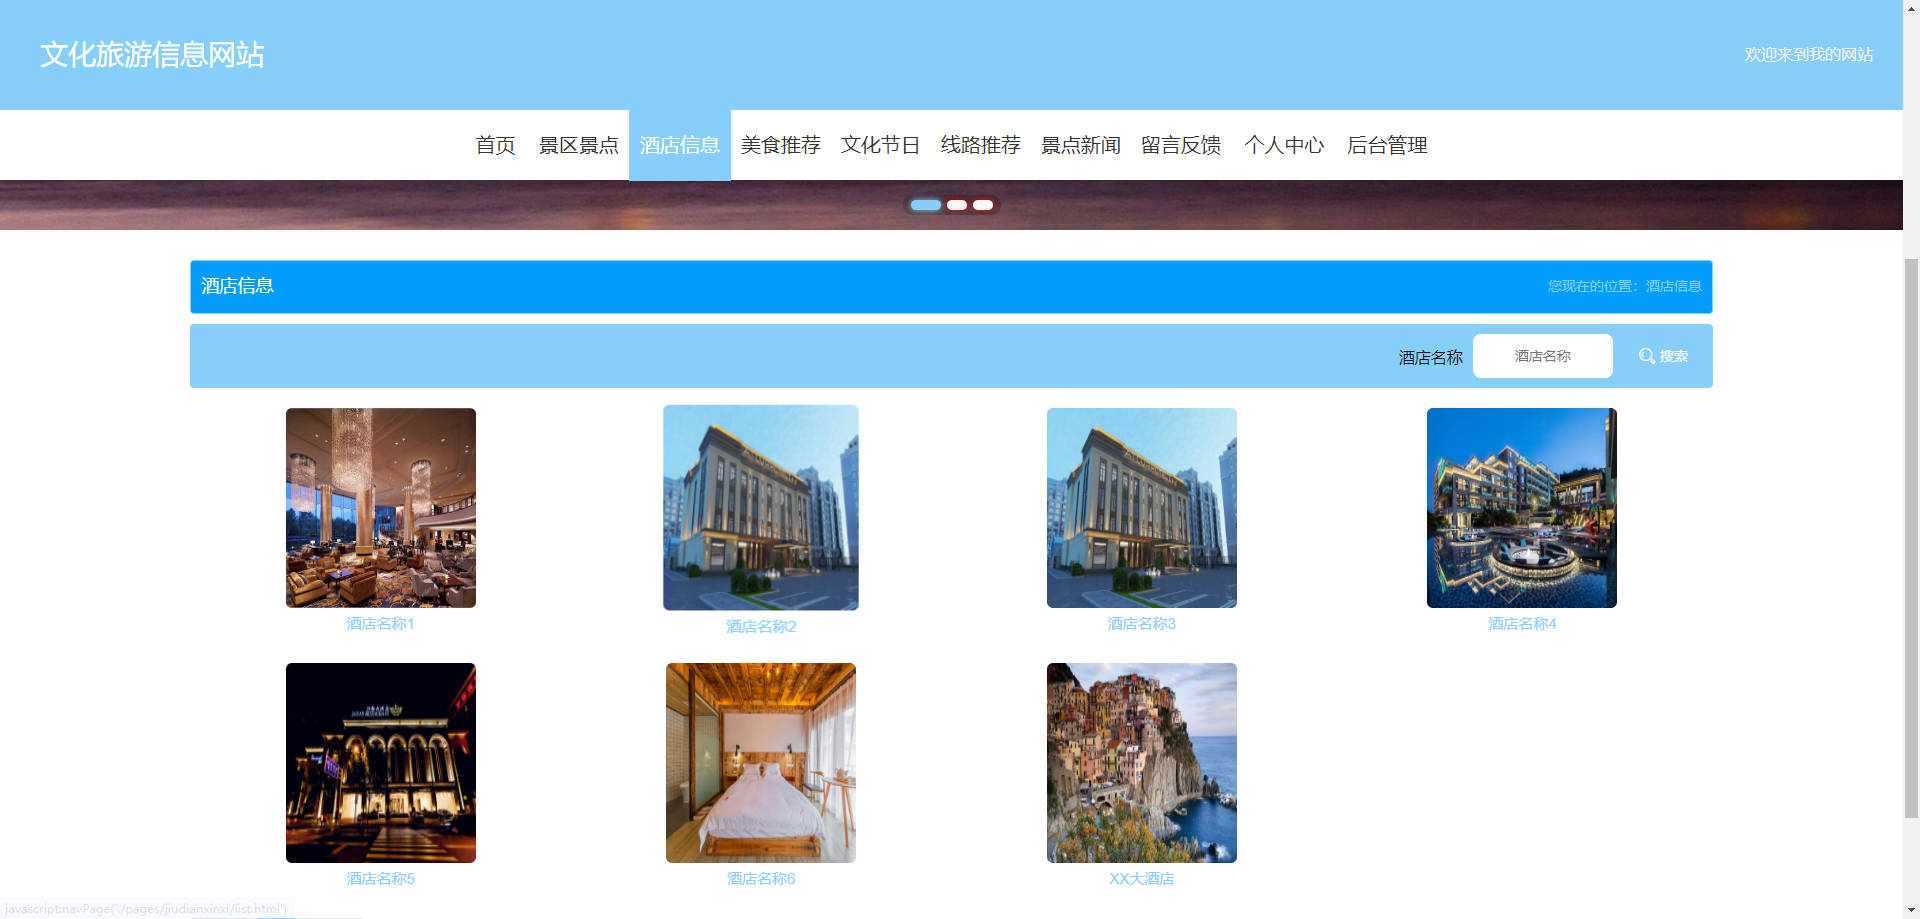 文化旅游信息网站
欢迎来到我的网站
首页 景区景点 酒店信息 美食推荐 文化节日 线路推荐 景点新闻 留言反馈 个人中心 后台管理
酒店信息
您现在的位置：酒店信息
酒店名称 酒店名称 搜索
酒店名称1 酒店名称2 酒店名称3 酒店名称4
酒店名称5 酒店名称6 XX大酒店
javascript:navPage('./pages/jiudianxinxi/list.html')